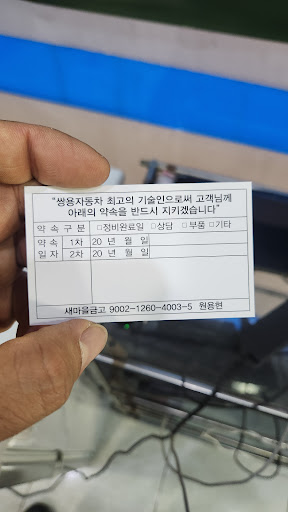 "쌍용자동차 최고의 기술인으로써 고객님께
아래의 약속을 반드시 지키겠습니다"
약 속 구 분 □정비완료일 □상담 □부품 □기타
약 속 1차 20 년 월 일
일 자 2차 20 년 월 일
새마을금고 9002-1260-4003-5 원용현